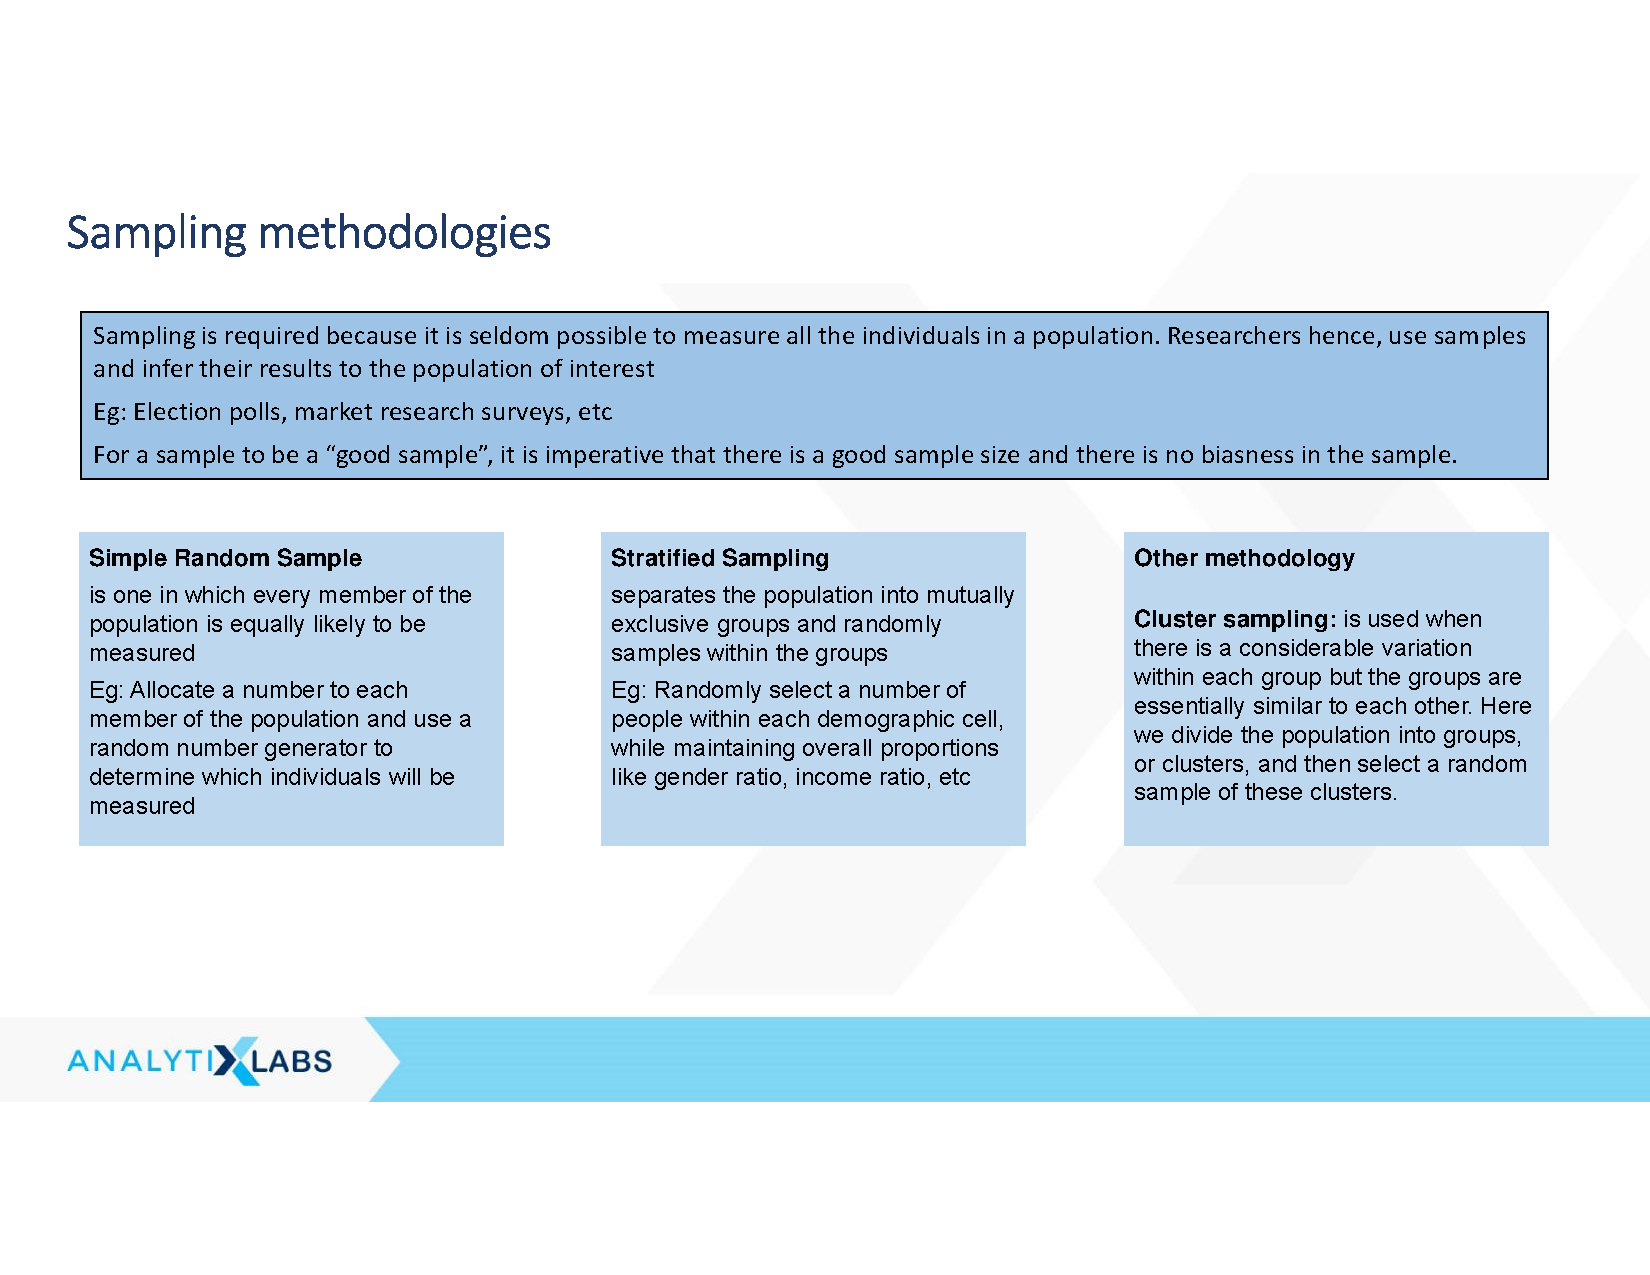 Sampling methodologies
Sampling is required because it is seldom possible to measure all the individuals in a population. Researchers hence, use samples
and infer their results to the population of interest
Eg: Election polls, market research surveys, etc
For a sample to be a “good sample”, it is imperative that there is a good sample size and there is no biasness in the sample.
Simple Random Sample
is one in which every member of the
population is equally likely to be
measured
Eg: Allocate a number to each
member of the population and use a
random number generator to
determine which individuals will be
measured
Stratified Sampling
separates the population into mutually
exclusive groups and randomly
samples within the groups
Eg: Randomly select a number of
people within each demographic cell,
while maintaining overall proportions
like gender ratio, income ratio, etc
Other methodology
Cluster sampling: is used when
there is a considerable variation
within each group but the groups are
essentially similar to each other. Here
we divide the population into groups,
or clusters, and then select a random
sample of these clusters.
ANALYTIXLABS